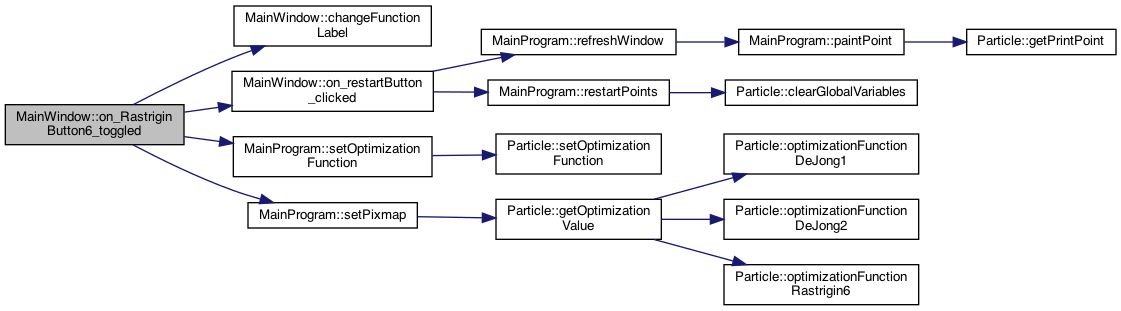 MainWindow::on_Rastrigin
Button6_toggled
MainWindow::changeFunction
Label
MainWindow::on_restartButton
_clicked
MainProgram::refreshWindow
MainProgram::paintPoint
Particle::getPrintPoint
MainProgram::restartPoints
Particle::clearGlobalVariables
MainProgram::setOptimization
Function
Particle::setOptimization
Function
MainProgram::setPixmap
Particle::getOptimization
Value
Particle::optimizationFunction
DeJong1
Particle::optimizationFunction
DeJong2
Particle::optimizationFunction
Rastrigin6